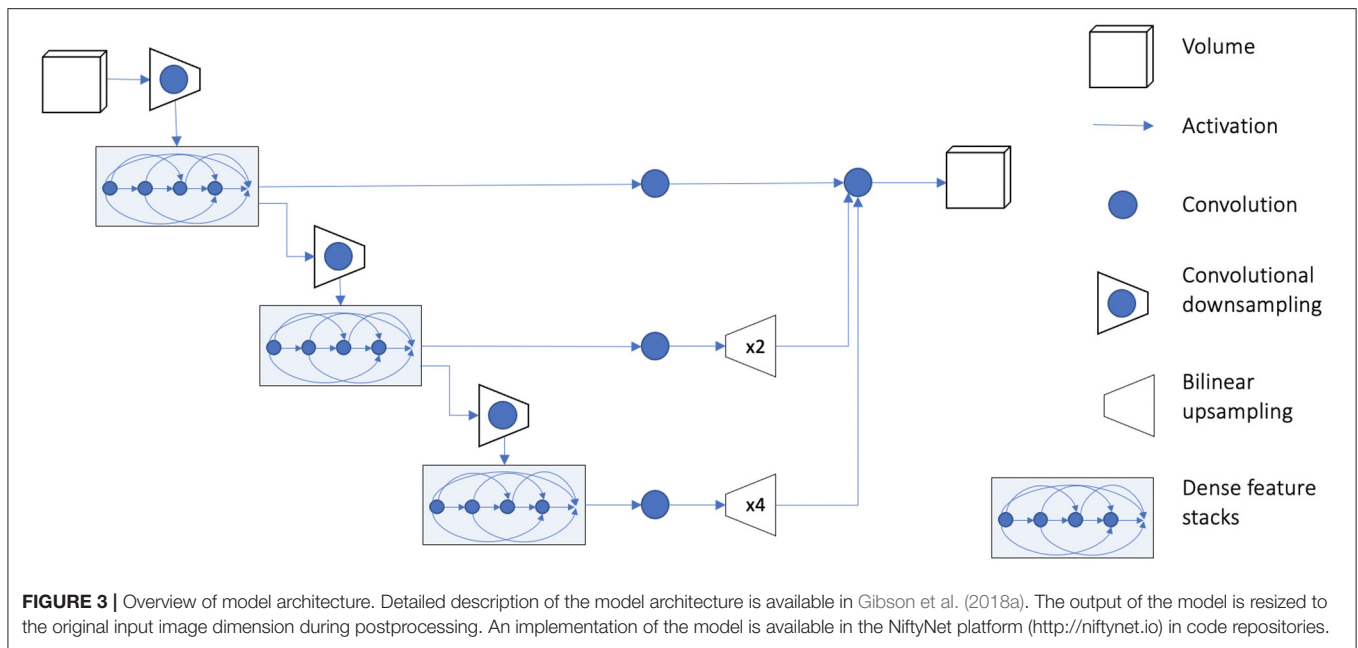 Volume
Activation
Convolution
Convolutional
downsampling
Bilinear
upsampling
Dense feature
stacks
x2
x4
FIGURE 3 | Overview of model architecture. Detailed description of the model architecture is available in Gibson et al. (2018a). The output of the model is resized to
the original input image dimension during postprocessing. An implementation of the model is available in the NiftyNet platform (http://niftynet.io) in code repositories.